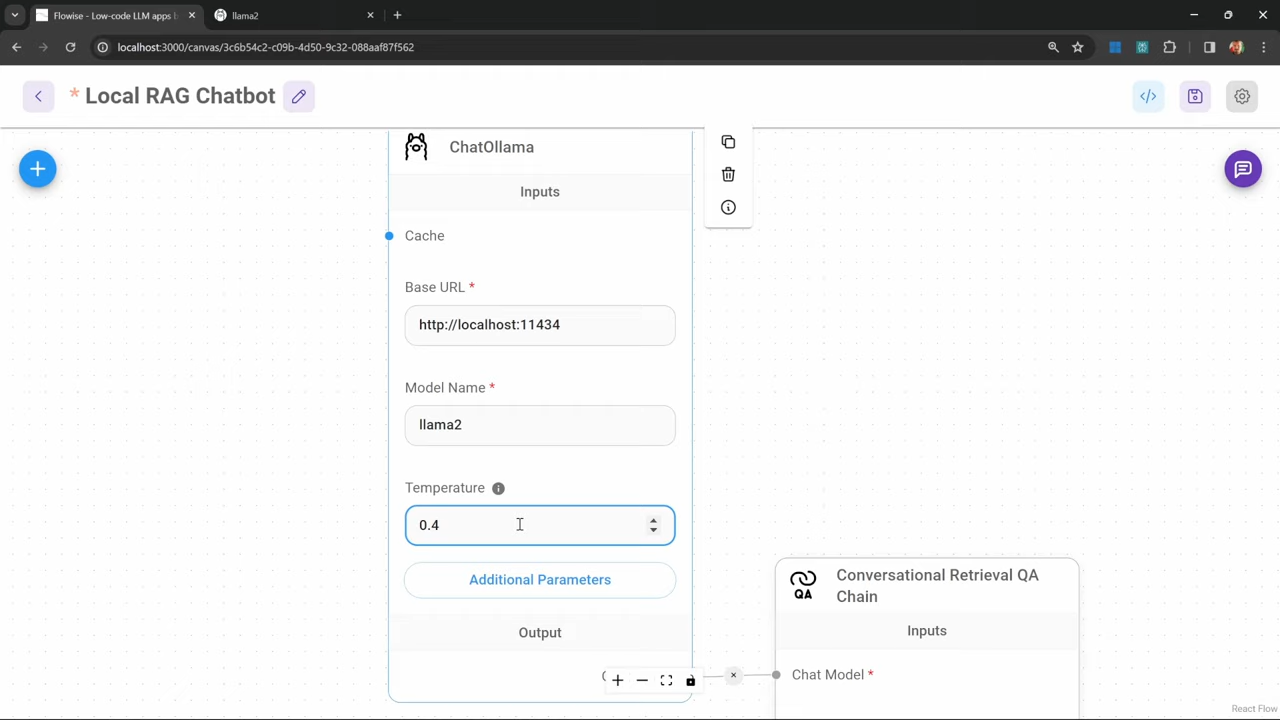 Flowise - Low-code LLM apps b
llama2
localhost:3000/canvas/3c6b54c2-c09b-4d50-9c32-088aaf87f562
* Local RAG Chatbot
ChatOllama
Inputs
Cache
Base URL *
http://localhost:11434
Model Name *
llama2
Temperature
0.4
Additional Parameters
Output
QA
Conversational Retrieval QA
Chain
Inputs
Chat Model *
React Flow